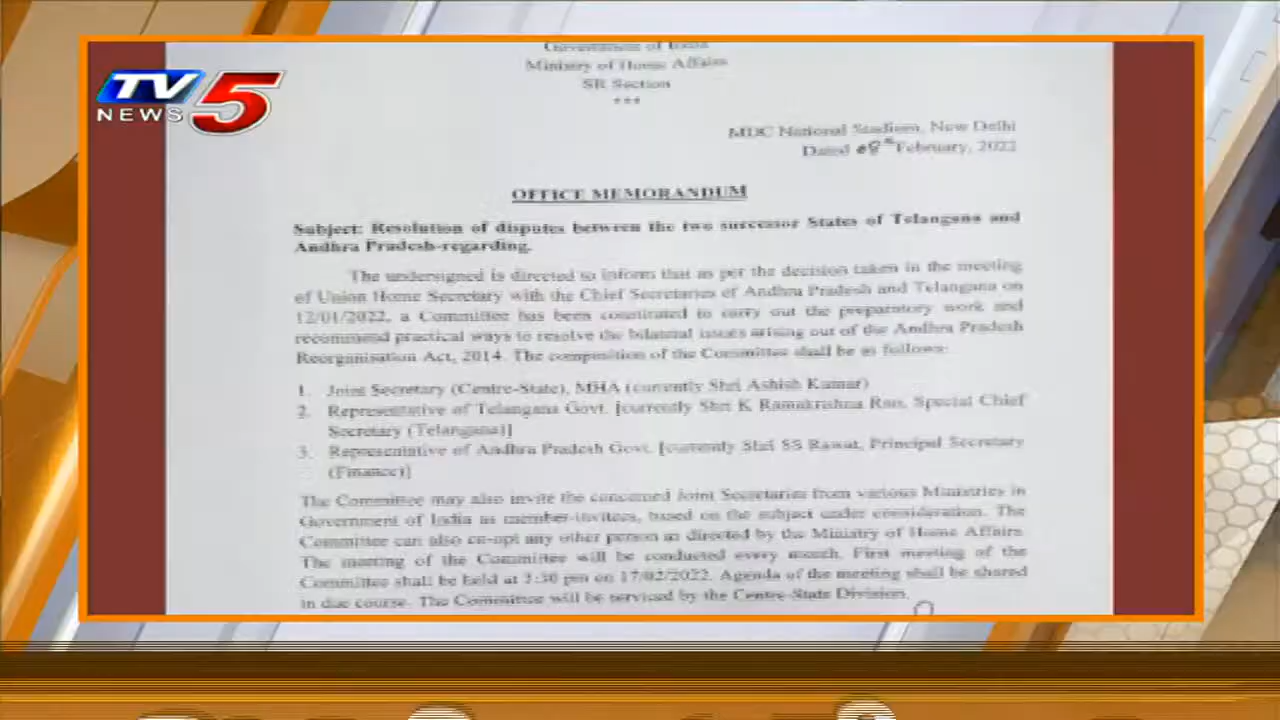 TV5
NEWS
Government of India
Ministry of Home Affairs
SR Section
***
MDC National Stadium, New Delhi
Dated 08th February, 2022
OFFICE MEMORANDUM
Subject: Resolution of disputes between the two successor States of Telangana and
Andhra Pradesh-regarding.
The undersigned is directed to inform that as per the decision taken in the meeting
of Union Home Secretary with the Chief Secretaries of Andhra Pradesh and Telangana on
12/01/2022, a Committee has been constituted to carry out the preparatory work and
recommend practical ways to resolve the bilateral issues arising out of the Andhra Pradesh
Reorganisation Act, 2014. The composition of the Committee shall be as follows:
1. Joint Secretary (Centre-State), MHA (currently Shri Ashish Kumar)
2. Representative of Telangana Govt. [currently Shri K Ramakrishna Rao, Special Chief
Secretary (Telangana)]
3. Representative of Andhra Pradesh Govt. [currently Shri SS Rawat, Principal Secretary
(Finance)]
The Committee may also invite the concerned Joint Secretaries from various Ministries in
Government of India as member-invitees, based on the subject under consideration. The
Committee can also co-opt any other person as directed by the Ministry of Home Affairs.
The meeting of the Committee will be conducted every month. First meeting of the
Committee shall be held at pm on 17/02/2022. Agenda of the meeting shall be shared
in due course. The Committee will be serviced by the Centre-State Division.